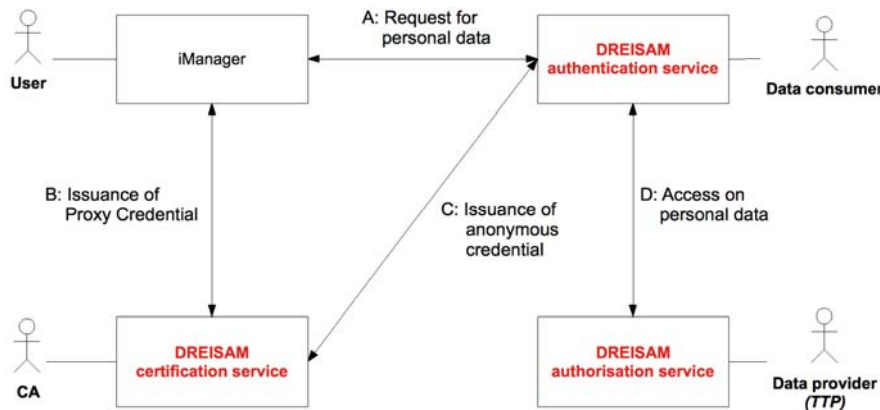 A: Request for
personal data
iManager
DREISAM
authentication service
User
Data consumer
B: Issuance of
Proxy Credential
C: Issuance of
anonymous
credential
D: Access on
personal data
DREISAM
certification service
DREISAM
authorisation service
CA
Data provider
(TTP)